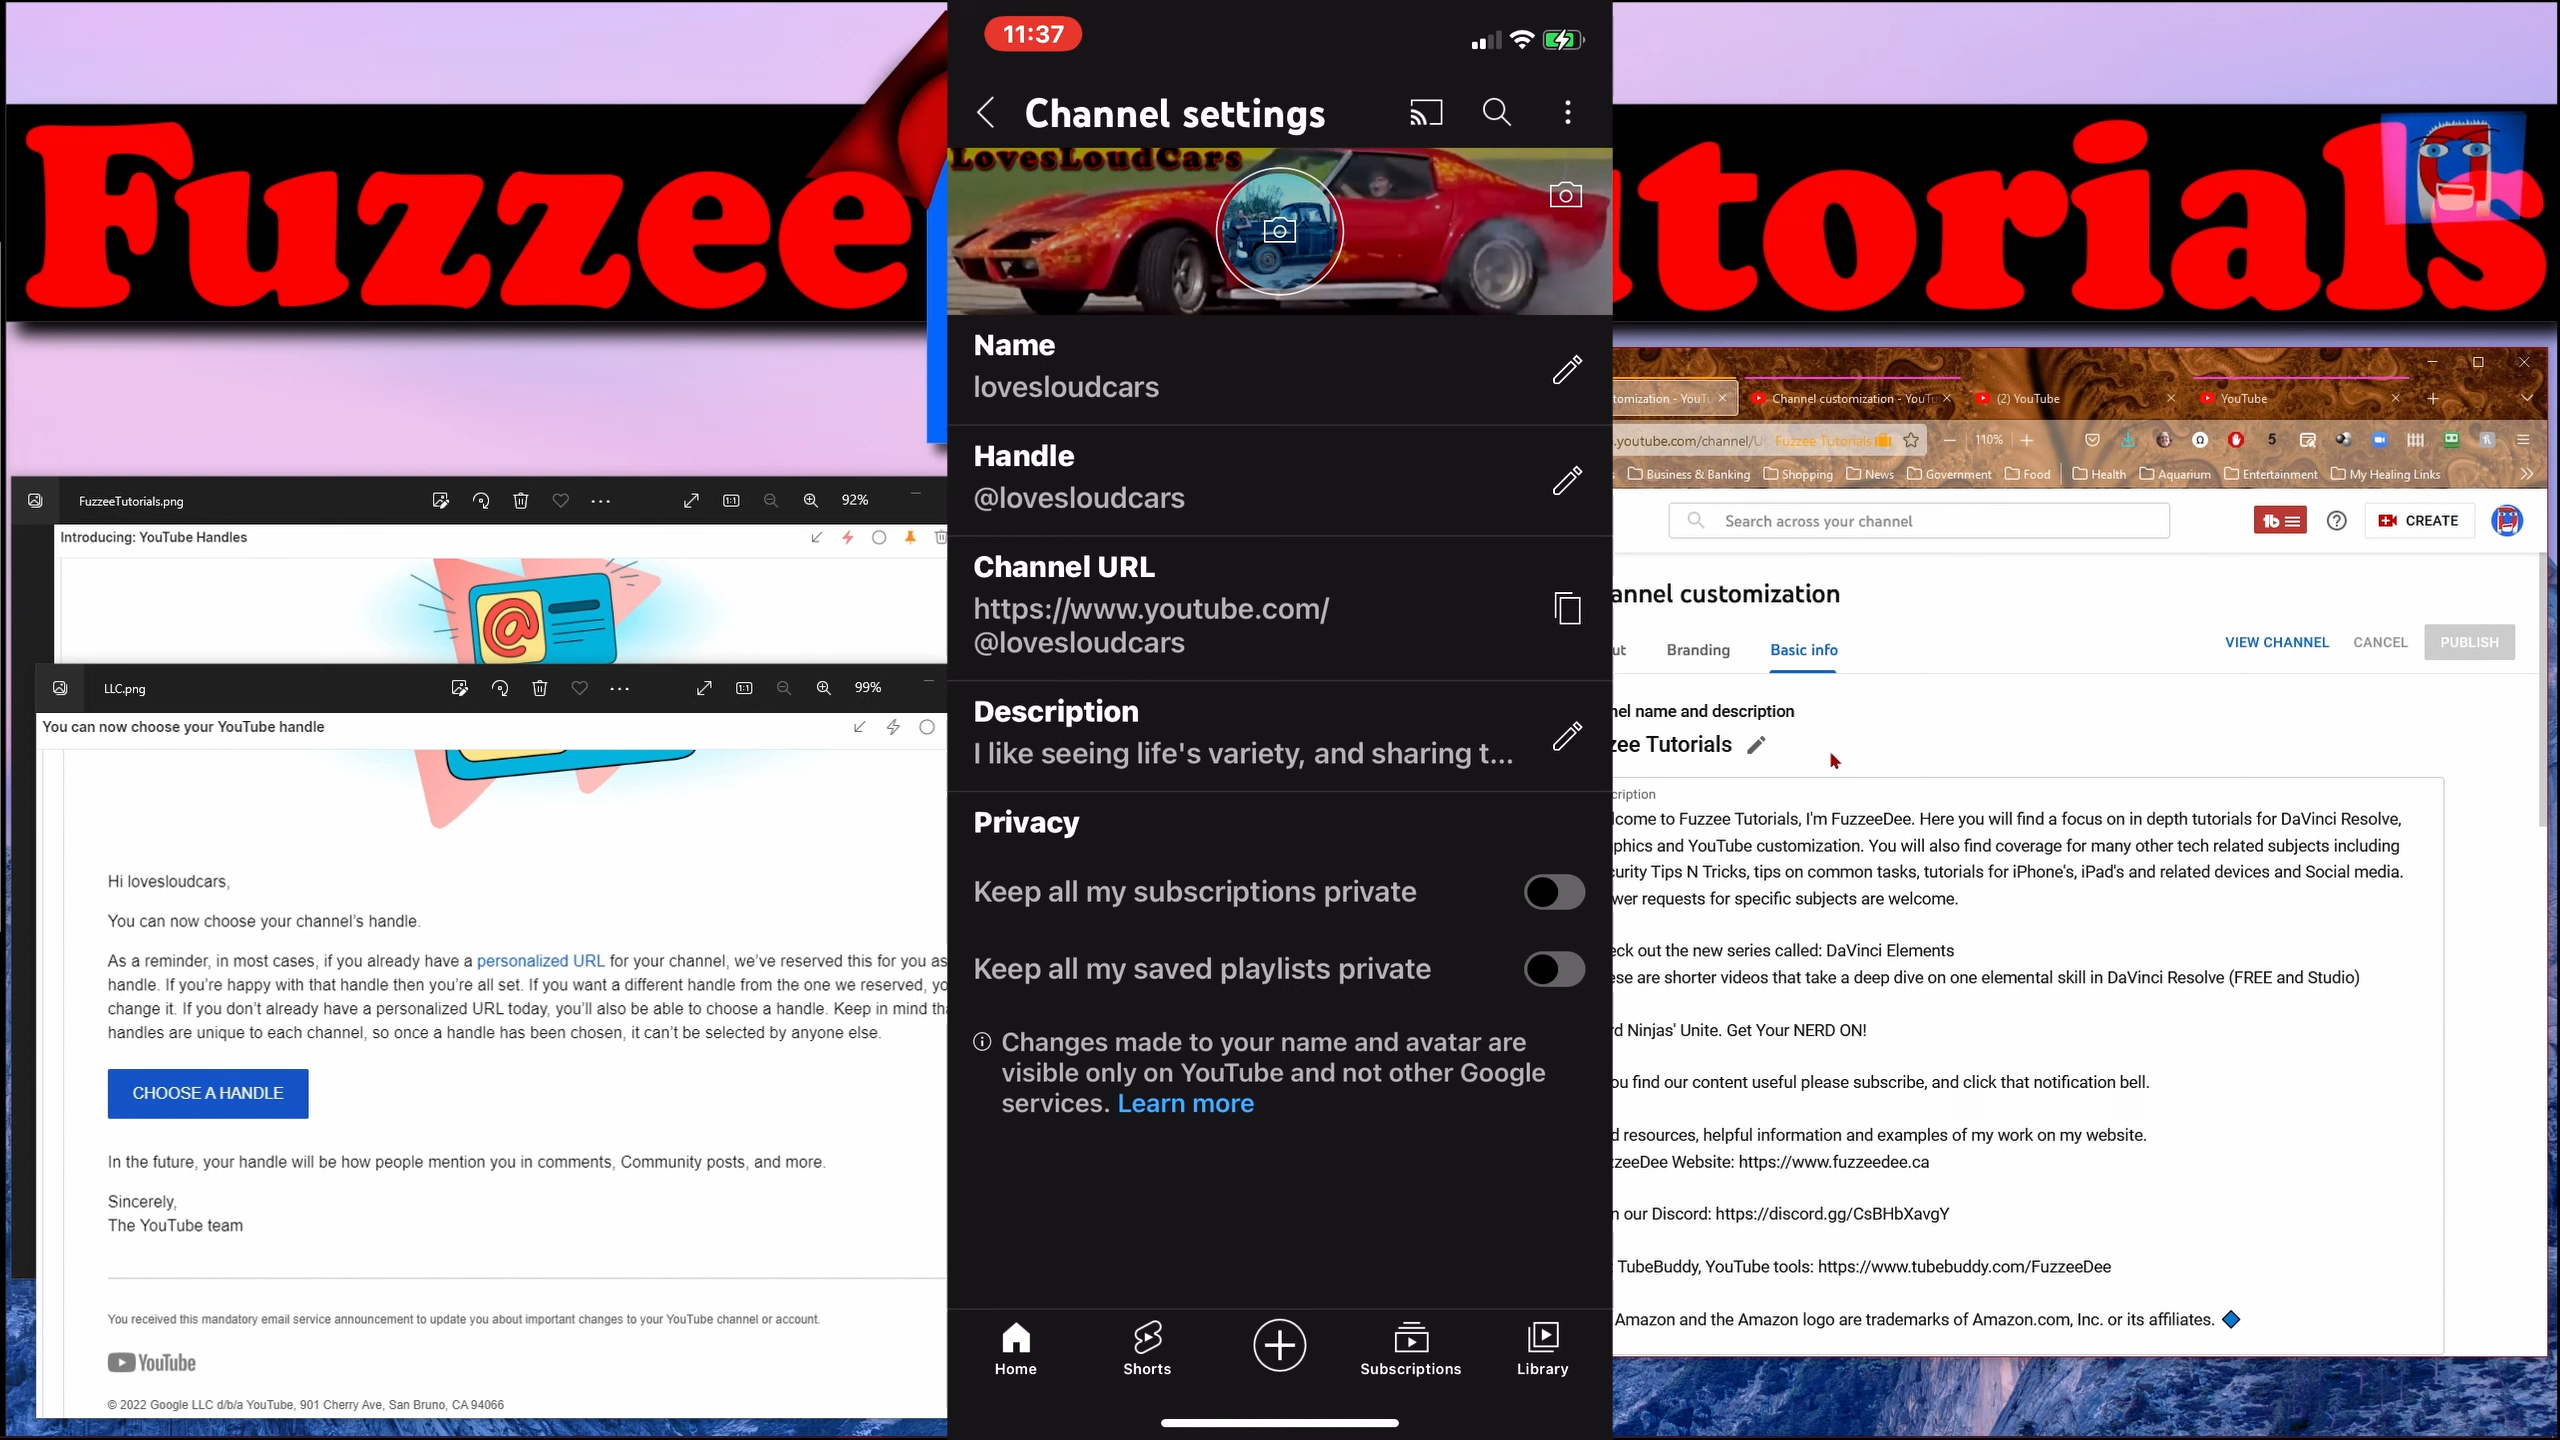 Fuzzee
torials
FuzzeeTutorials.png
92%
Introducing: YouTube Handles
@
LLC.png
99%
You can now choose your YouTube handle
Hi lovesloudcars,
You can now choose your channel's handle.
As a reminder, in most cases, if you already have a personalized URL for your channel, we've reserved this for you as
handle. If you're happy with that handle then you're all set. If you want a different handle from the one we reserved, yo
change it. If you don't already have a personalized URL today, you'll also be able to choose a handle. Keep in mind th
handles are unique to each channel, so once a handle has been chosen, it can't be selected by anyone else.
CHOOSE A HANDLE
In the future, your handle will be how people mention you in comments, Community posts, and more.
Sincerely,
The YouTube team
You received this mandatory email service announcement to update you about important changes to your YouTube channel or account.
YouTube
© 2022 Google LLC d/b/a YouTube, 901 Cherry Ave, San Bruno, CA 94066
11:37
Channel settings
LovesLoudCars
Name
lovesloudcars
Handle
@lovesloudcars
Channel URL
https://www.youtube.com/
@lovesloudcars
Description
I like seeing life's variety, and sharing t...
Privacy
Keep all my subscriptions private
Keep all my saved playlists private
Changes made to your name and avatar are
visible only on YouTube and not other Google
services. Learn more
Home
Shorts
Subscriptions
Library
tomization - YouTu
Channel customization - YouTu
(2) YouTube
YouTube
.youtube.com/channel/U
Fuzzee Tutorials
110%
s
Business & Banking
Shopping
News
Government
Food
Health
Aquarium
Entertainment
My Healing Links
Search across your channel
CREATE
annel customization
ut
Branding
Basic info
VIEW CHANNEL
CANCEL
PUBLISH
nel name and description
zee Tutorials
cription
lcome to Fuzzee Tutorials, I'm FuzzeeDee. Here you will find a focus on in depth tutorials for DaVinci Resolve,
phics and YouTube customization. You will also find coverage for many other tech related subjects including
curity Tips N Tricks, tips on common tasks, tutorials for iPhone's, iPad's and related devices and Social media.
wer requests for specific subjects are welcome.
eck out the new series called: DaVinci Elements
ese are shorter videos that take a deep dive on one elemental skill in DaVinci Resolve (FREE and Studio)
rd Ninjas' Unite. Get Your NERD ON!
ou find our content useful please subscribe, and click that notification bell.
d resources, helpful information and examples of my work on my website.
zzeeDee Website: https://www.fuzzeedee.ca
n our Discord: https://discord.gg/CsBHbXavgY
TubeBuddy, YouTube tools: https://www.tubebuddy.com/FuzzeeDee
Amazon and the Amazon logo are trademarks of Amazon.com, Inc. or its affiliates.